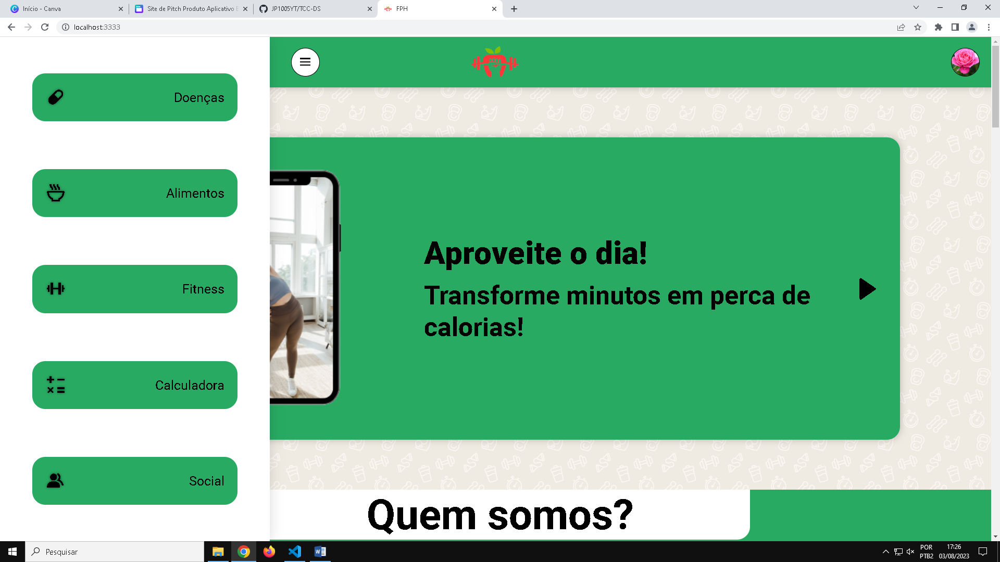 Início - Canva
Site de Pitch Produto Aplicativo
JP1005YT/TCC-DS
FPH
localhost:3333
Doenças
Alimentos
Fitness
Calculadora
Social
Aproveite o dia!
Transforme minutos em perca de
calorias!
Quem somos?
Pesquisar
POR
PTB2
17:26
03/08/2023